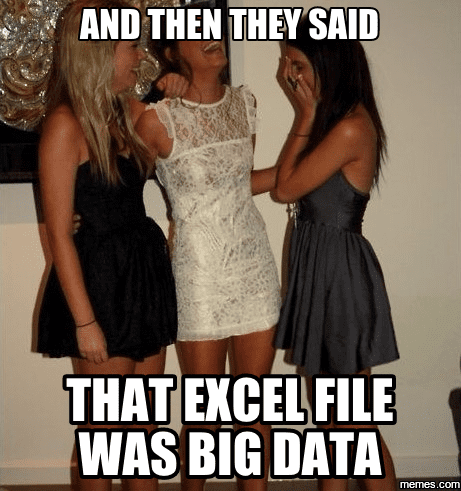 AND THEN THEY SAID
THAT EXCEL FILE
WAS BIG DATA
memes.com